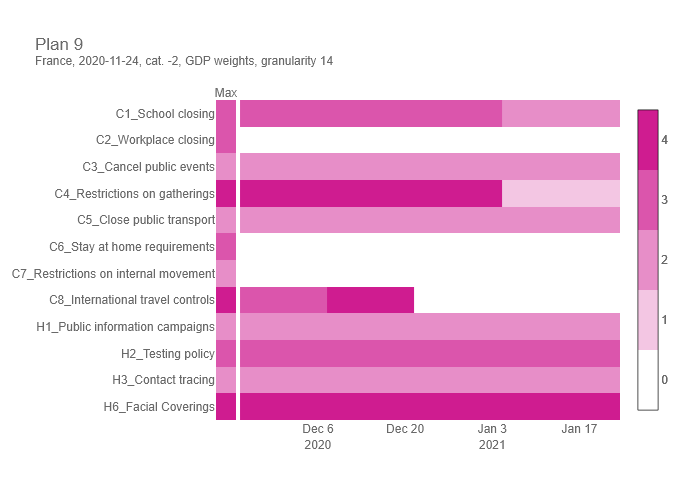 Plan 9
France, 2020-11-24, cat. -2, GDP weights, granularity 14
Max
C1_School closing
C2_Workplace closing
C3_Cancel public events
C4_Restrictions on gatherings
C5_Close public transport
C6_Stay at home requirements
C7_Restrictions on internal movement
C8_International travel controls
H1_Public information campaigns
H2_Testing policy
H3_Contact tracing
H6_Facial Coverings
Dec 6 Dec 20 Jan 3 Jan 17
2020 2021
4
3
2
1
0